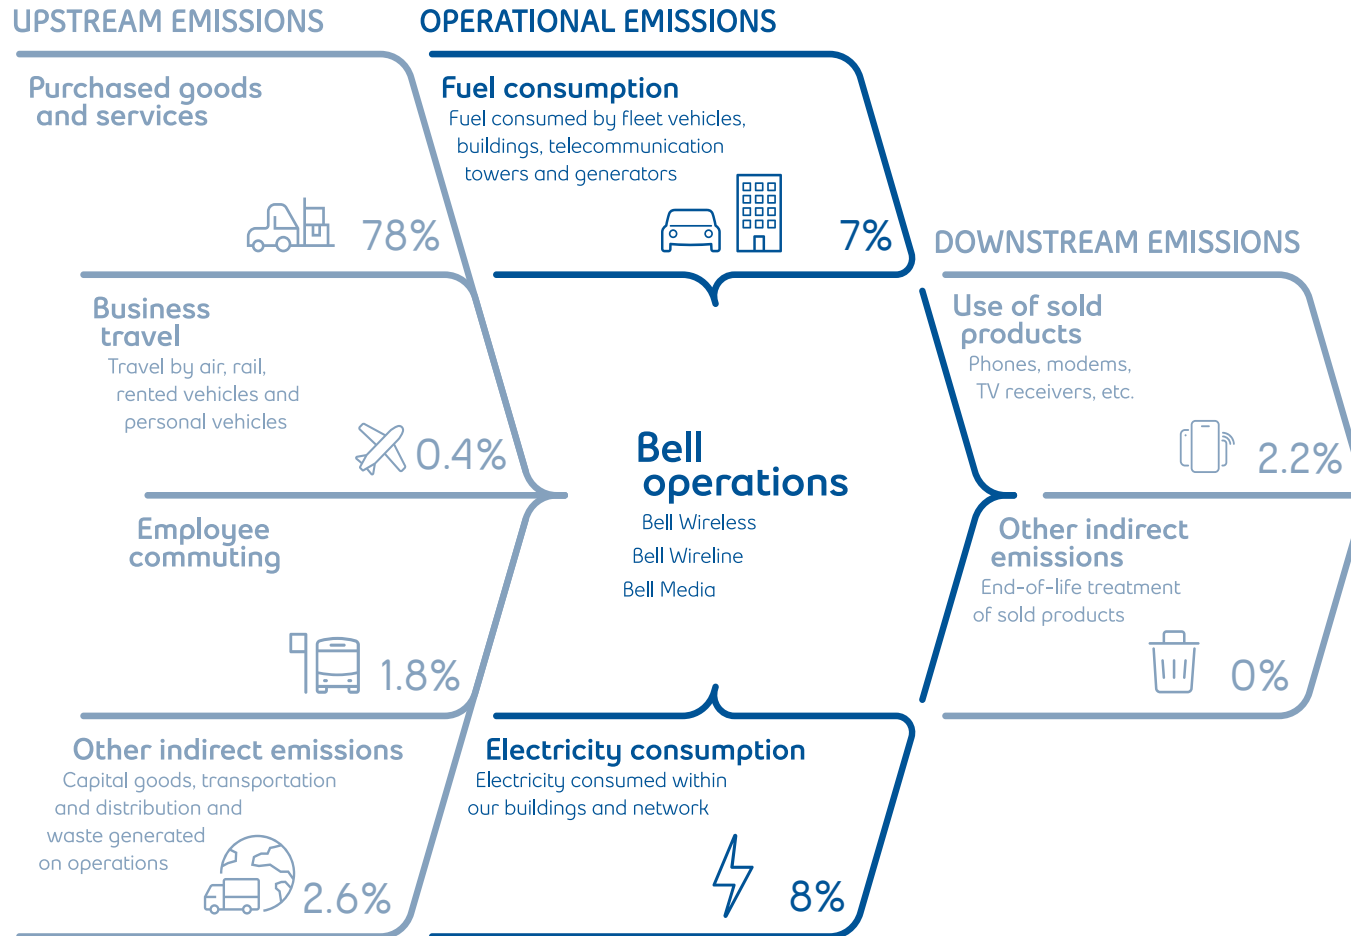 UPSTREAM EMISSIONS
Purchased goods
and services
78%
Business
travel
Travel by air, rail,
rented vehicles and
personal vehicles
0.4%
Employee
commuting
1.8%
Other indirect emissions
Capital goods, transportation
and distribution and
waste generated
on operations
2.6%
OPERATIONAL EMISSIONS
Fuel consumption
Fuel consumed by fleet vehicles,
buildings, telecommunication
towers and generators
7%
Bell
operations
Bell Wireless
Bell Wireline
Bell Media
Electricity consumption
Electricity consumed within
our buildings and network
8%
DOWNSTREAM EMISSIONS
Use of sold
products
Phones, modems,
TV receivers, etc.
2.2%
Other indirect
emissions
End-of-life treatment
of sold products
0%